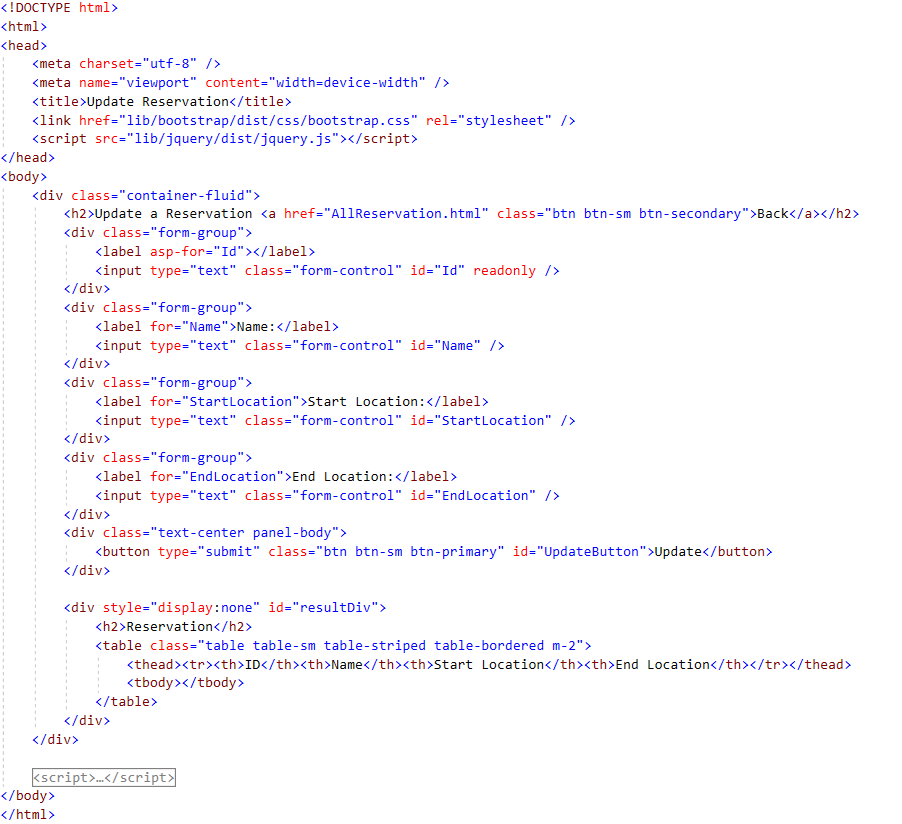 <!DOCTYPE html>
<html>
<head>
    <meta charset="utf-8" />
    <meta name="viewport" content="width=device-width" />
    <title>Update Reservation</title>
    <link href="lib/bootstrap/dist/css/bootstrap.css" rel="stylesheet" />
    <script src="lib/jquery/dist/jquery.js"></script>
</head>
<body>
    <div class="container-fluid">
        <h2>Update a Reservation <a href="AllReservation.html" class="btn btn-sm btn-secondary">Back</a></h2>
        <div class="form-group">
            <label asp-for="Id"></label>
            <input type="text" class="form-control" id="Id" readonly />
        </div>
        <div class="form-group">
            <label for="Name">Name:</label>
            <input type="text" class="form-control" id="Name" />
        </div>
        <div class="form-group">
            <label for="StartLocation">Start Location:</label>
            <input type="text" class="form-control" id="StartLocation" />
        </div>
        <div class="form-group">
            <label for="EndLocation">End Location:</label>
            <input type="text" class="form-control" id="EndLocation" />
        </div>
        <div class="text-center panel-body">
            <button type="submit" class="btn btn-sm btn-primary" id="UpdateButton">Update</button>
        </div>

        <div style="display:none" id="resultDiv">
            <h2>Reservation</h2>
            <table class="table table-sm table-striped table-bordered m-2">
                <thead><tr><th>ID</th><th>Name</th><th>Start Location</th><th>End Location</th></tr></thead>
                <tbody></tbody>
            </table>
        </div>
    </div>

    <script>…</script>
</body>
</html>